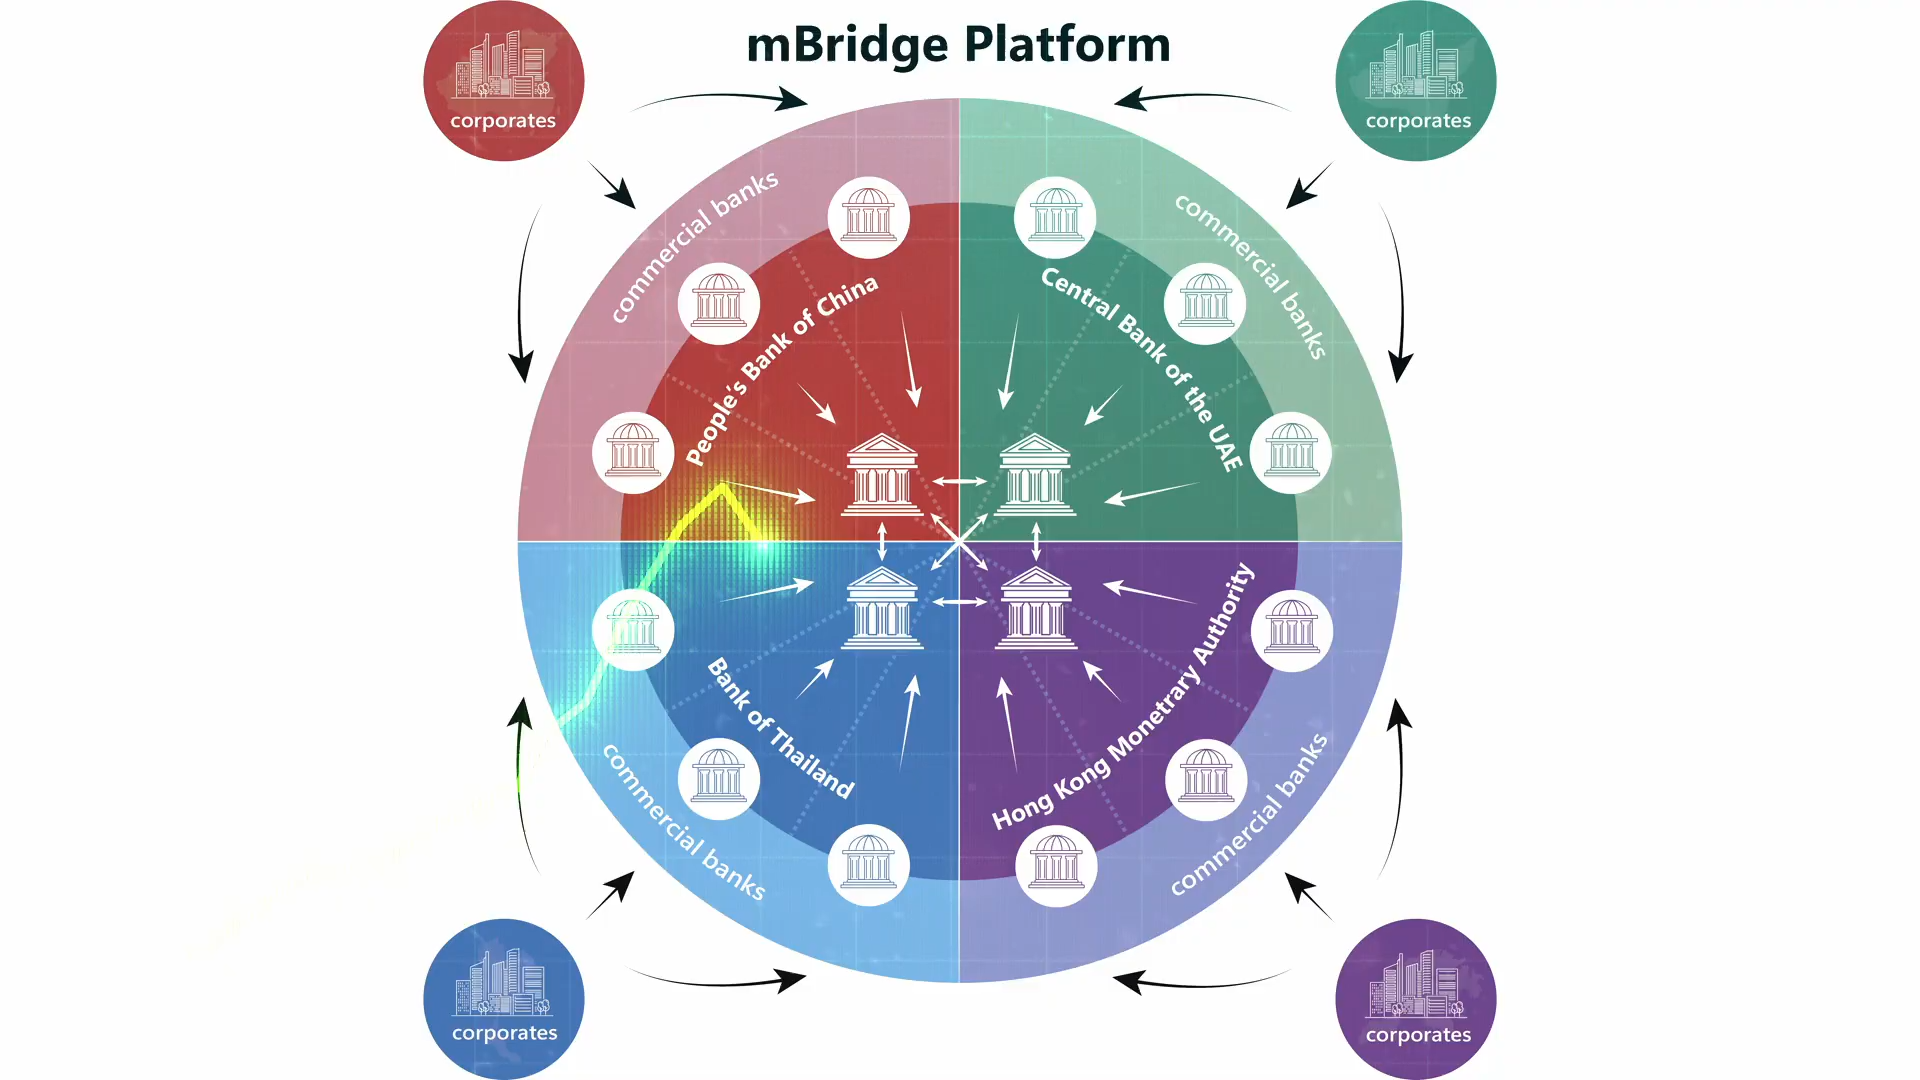 mBridge Platform
corporates
corporates
commercial banks
commercial banks
People's Bank of China
Central Bank of the UAE
Bank of Thailand
Hong Kong Monetrary Authority
commercial banks
commercial banks
corporates
corporates